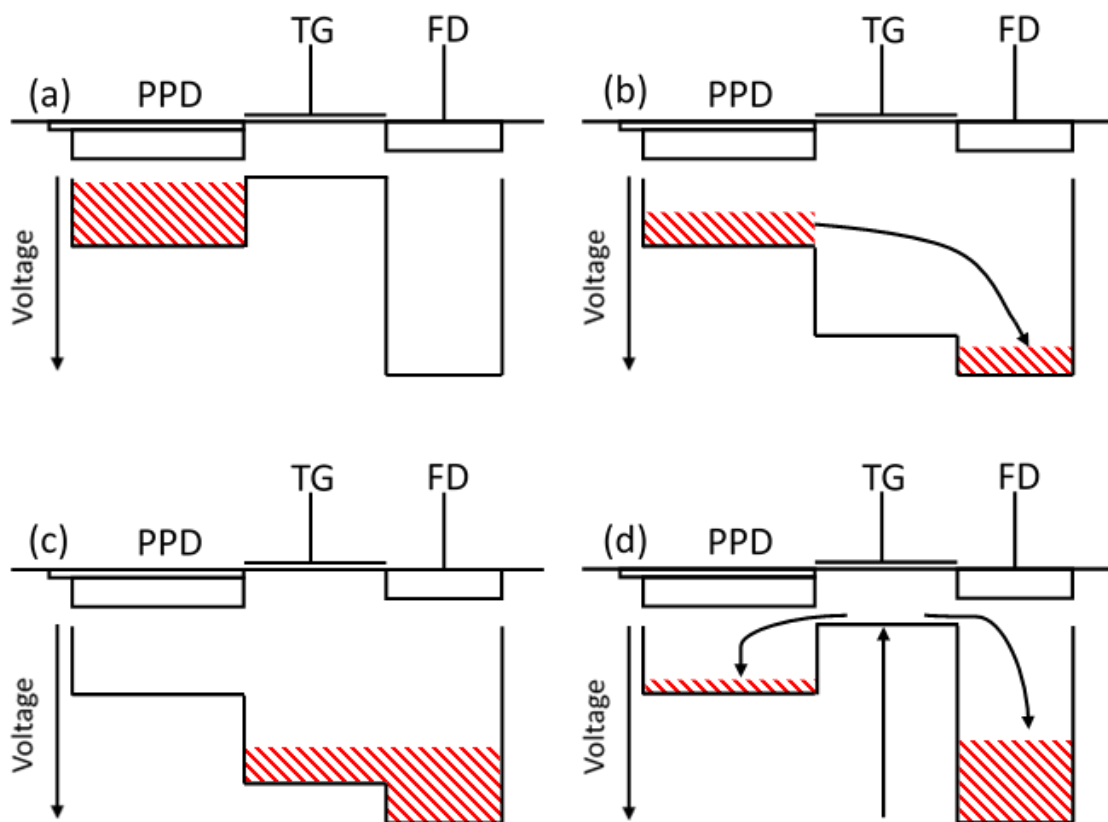 TG FD
(a) PPD
Voltage
TG FD
(b) PPD
Voltage
TG FD
(c) PPD
Voltage
TG FD
(d) PPD
Voltage